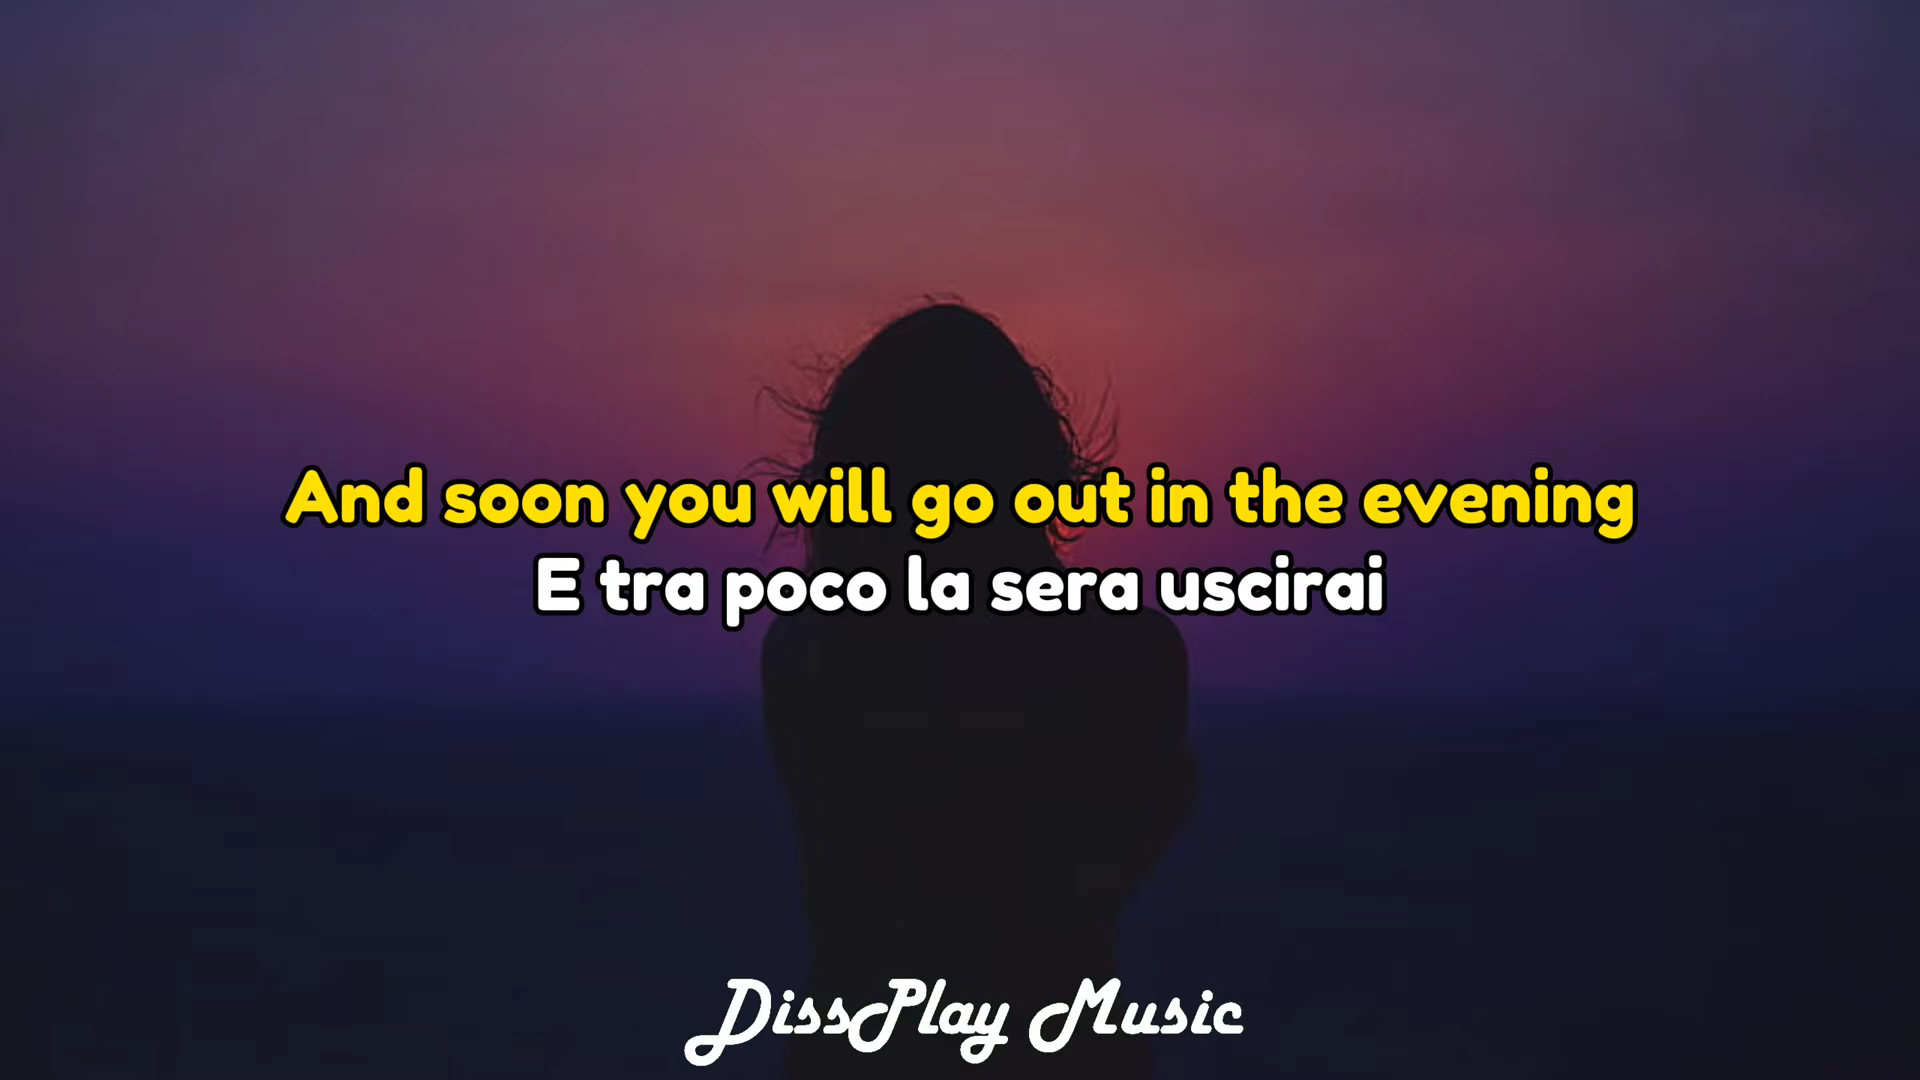 And soon you will go out in the evening
E tra poco la sera uscirai
DissPlay Music